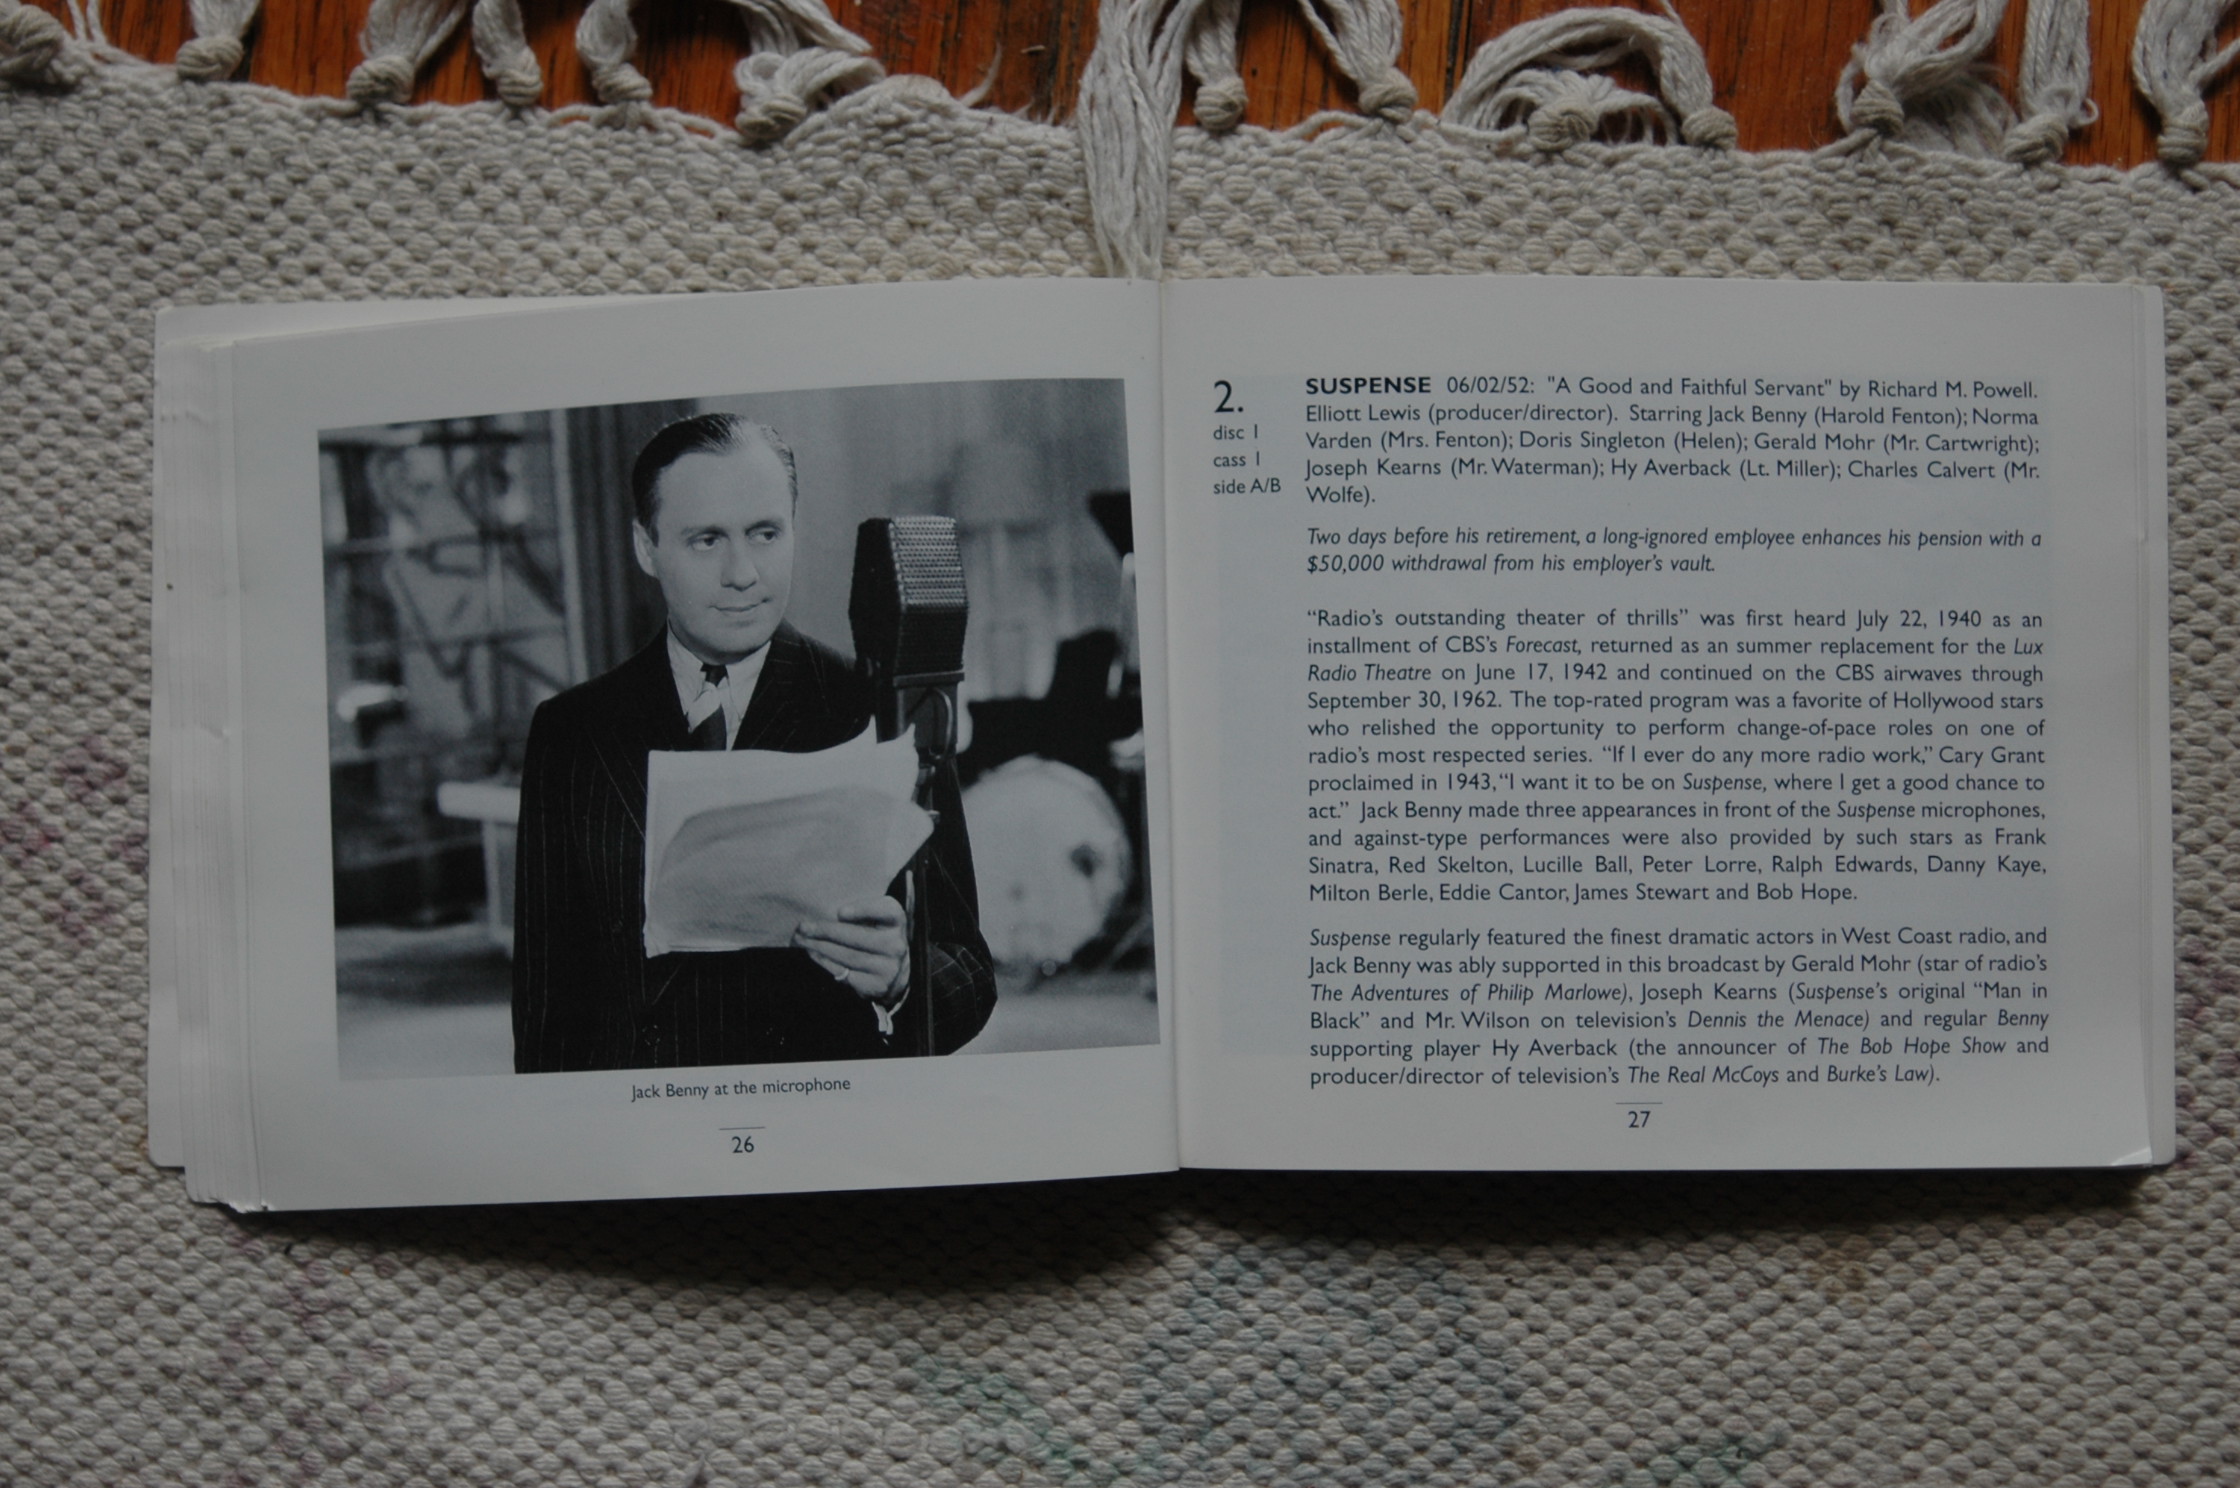 Jack Benny at the microphone
26
2.
disc 1
cass 1
side A/B
SUSPENSE 06/02/52: "A Good and Faithful Servant" by Richard M. Powell.
Elliott Lewis (producer/director). Starring Jack Benny (Harold Fenton); Norma
Varden (Mrs. Fenton); Doris Singleton (Helen); Gerald Mohr (Mr. Cartwright);
Joseph Kearns (Mr. Waterman); Hy Averback (Lt. Miller); Charles Calvert (Mr.
Wolfe).
Two days before his retirement, a long-ignored employee enhances his pension with a
$50,000 withdrawal from his employer's vault.
“Radio's outstanding theater of thrills” was first heard July 22, 1940 as an
installment of CBS's Forecast, returned as an summer replacement for the Lux
Radio Theatre on June 17, 1942 and continued on the CBS airwaves through
September 30, 1962. The top-rated program was a favorite of Hollywood stars
who relished the opportunity to perform change-of-pace roles on one of
radio's most respected series. “If I ever do any more radio work,” Cary Grant
proclaimed in 1943, “I want it to be on Suspense, where I get a good chance to
act.” Jack Benny made three appearances in front of the Suspense microphones,
and against-type performances were also provided by such stars as Frank
Sinatra, Red Skelton, Lucille Ball, Peter Lorre, Ralph Edwards, Danny Kaye,
Milton Berle, Eddie Cantor, James Stewart and Bob Hope.
Suspense regularly featured the finest dramatic actors in West Coast radio, and
Jack Benny was ably supported in this broadcast by Gerald Mohr (star of radio's
The Adventures of Philip Marlowe), Joseph Kearns (Suspense's original “Man in
Black” and Mr. Wilson on television's Dennis the Menace) and regular Benny
supporting player Hy Averback (the announcer of The Bob Hope Show and
producer/director of television's The Real McCoys and Burke's Law).
27